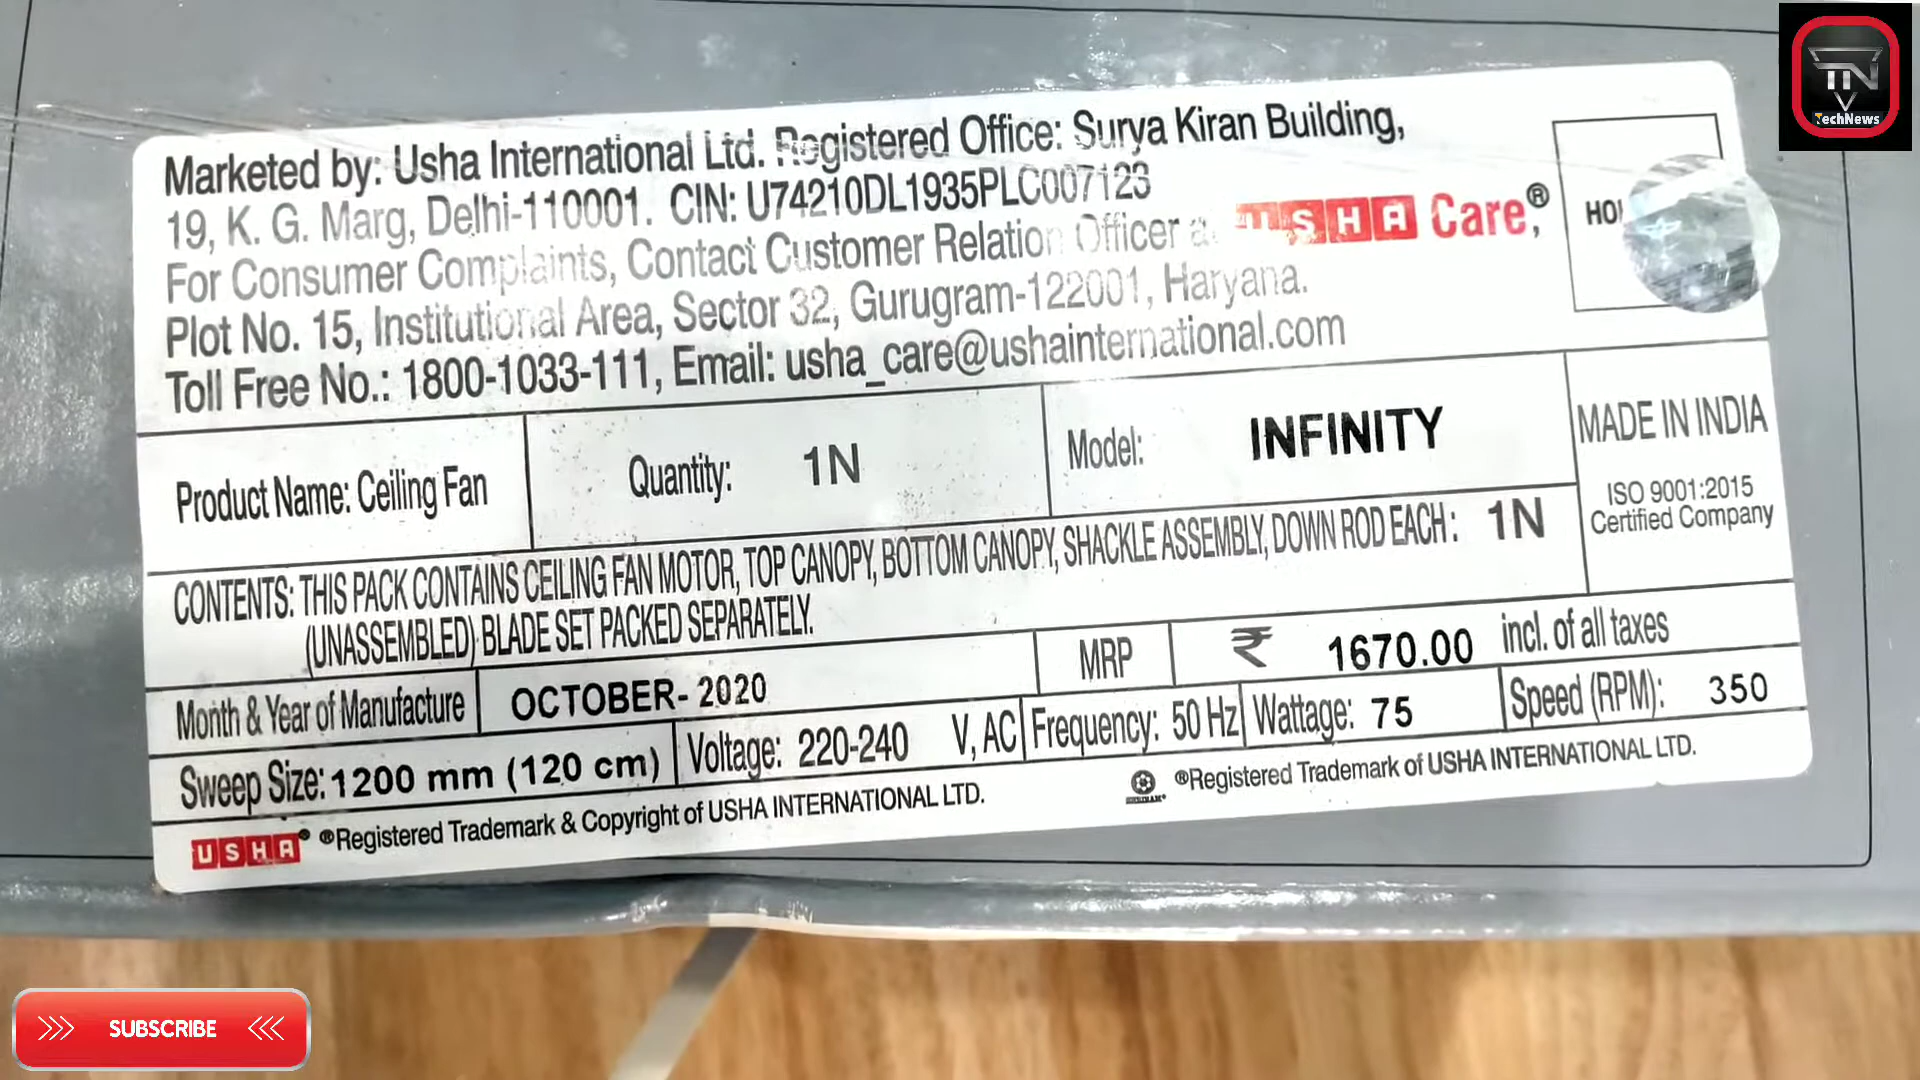 TN
TechNews
Marketed by: Usha International Ltd. Registered Office: Surya Kiran Building,
19, K. G. Marg, Delhi-110001. CIN: U74210DL1935PLC007123
For Consumer Complaints, Contact Customer Relation Officer USHA Care,®
Plot No. 15, Institutional Area, Sector 32, Gurugram-122001, Haryana.
Toll Free No.: 1800-1033-111, Email: usha_care@ushainternational.com
Product Name: Ceiling Fan Quantity: 1N Model: INFINITY
MADE IN INDIA
ISO 9001:2015
Certified Company
CONTENTS: THIS PACK CONTAINS CEILING FAN MOTOR, TOP CANOPY, BOTTOM CANOPY, SHACKLE ASSEMBLY, DOWN ROD EACH: 1N
(UNASSEMBLED) BLADE SET PACKED SEPARATELY.
Month & Year of Manufacture OCTOBER- 2020 MRP ₹ 1670.00 incl. of all taxes
Sweep Size: 1200 mm (120 cm) Voltage: 220-240 V, AC Frequency: 50 Hz Wattage: 75 Speed (RPM): 350
USHA® ®Registered Trademark & Copyright of USHA INTERNATIONAL LTD. ®Registered Trademark of USHA INTERNATIONAL LTD.
>>> SUBSCRIBE <<<